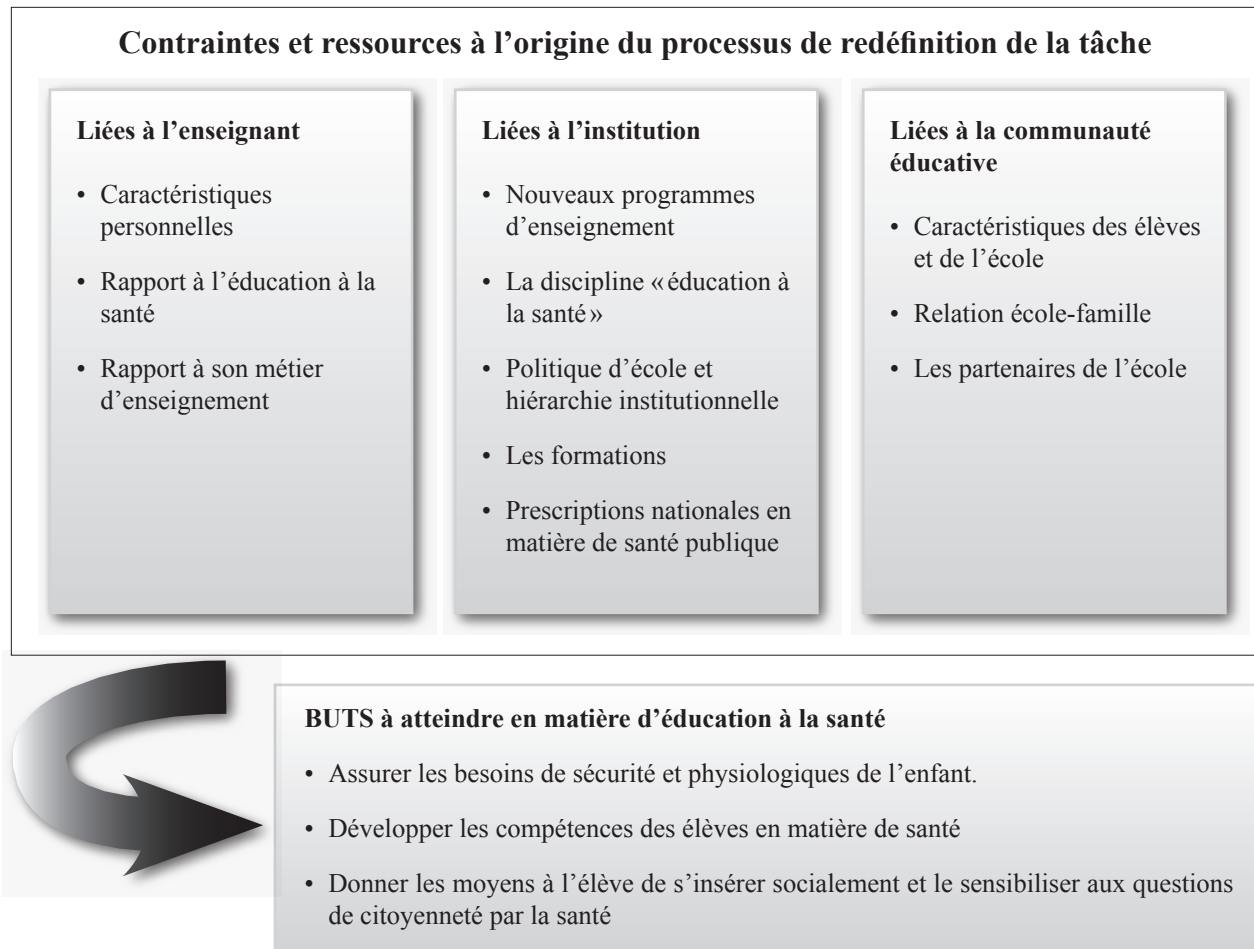 Contraintes et ressources à l’origine du processus de redéfinition de la tâche
Liées à l’enseignant
• Caractéristiques
personnelles
• Rapport à l’éducation à la
santé
• Rapport à son métier
d’enseignement
Liées à l’institution
• Nouveaux programmes
d’enseignement
• La discipline « éducation à
la santé »
• Politique d’école et
hiérarchie institutionnelle
• Les formations
• Prescriptions nationales en
matière de santé publique
Liées à la communauté
éducative
• Caractéristiques des élèves
et de l’école
• Relation école-famille
• Les partenaires de l’école
BUTS à atteindre en matière d’éducation à la santé
• Assurer les besoins de sécurité et physiologiques de l’enfant.
• Développer les compétences des élèves en matière de santé
• Donner les moyens à l’élève de s’insérer socialement et le sensibiliser aux questions
de citoyenneté par la santé